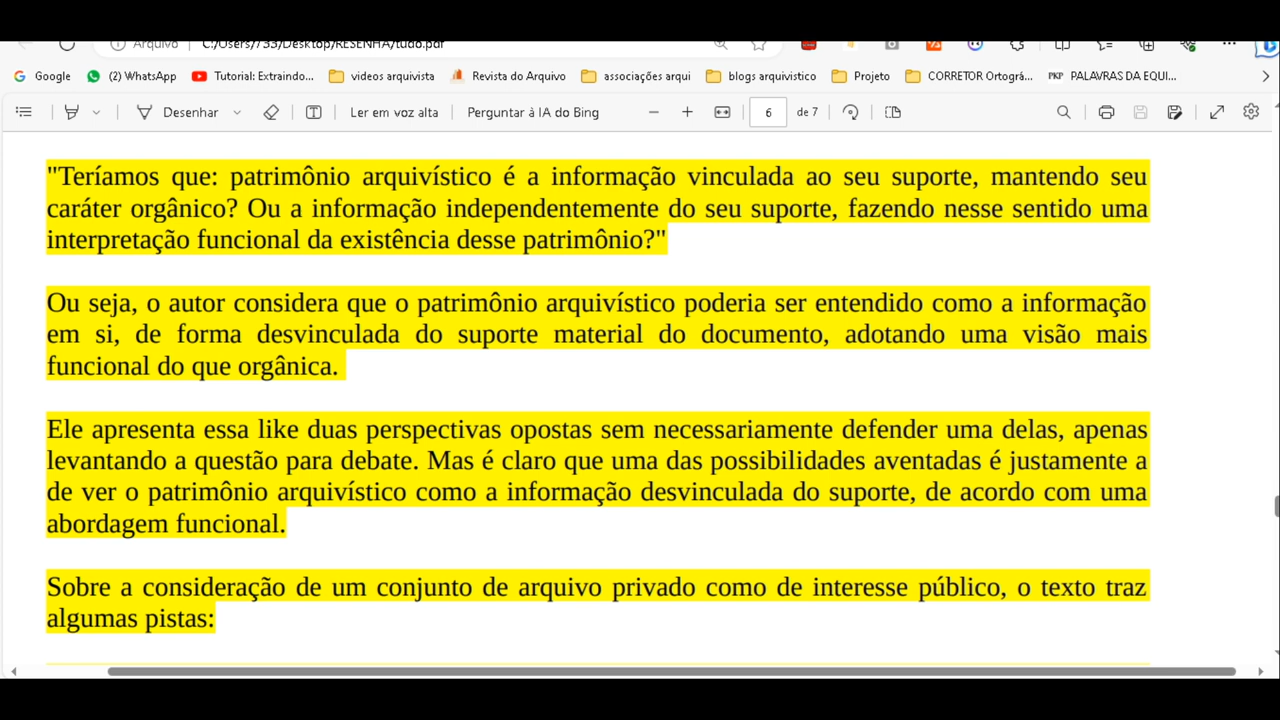 Arquivo C:/Users/733/Desktop/RESENHA/tudo.pdf
Google (2) WhatsApp Tutorial: Extraindo... videos arquivista Revista do Arquivo associações arqui blogs arquivistico Projeto CORRETOR Ortográ... PKP PALAVRAS DA EQUI...
Desenhar Ler em voz alta Perguntar à IA do Bing 6 de 7
"Teríamos que: patrimônio arquivístico é a informação vinculada ao seu suporte, mantendo seu
caráter orgânico? Ou a informação independentemente do seu suporte, fazendo nesse sentido uma
interpretação funcional da existência desse patrimônio?"
Ou seja, o autor considera que o patrimônio arquivístico poderia ser entendido como a informação
em si, de forma desvinculada do suporte material do documento, adotando uma visão mais
funcional do que orgânica.
Ele apresenta essa like duas perspectivas opostas sem necessariamente defender uma delas, apenas
levantando a questão para debate. Mas é claro que uma das possibilidades aventadas é justamente a
de ver o patrimônio arquivístico como a informação desvinculada do suporte, de acordo com uma
abordagem funcional.
Sobre a consideração de um conjunto de arquivo privado como de interesse público, o texto traz
algumas pistas: